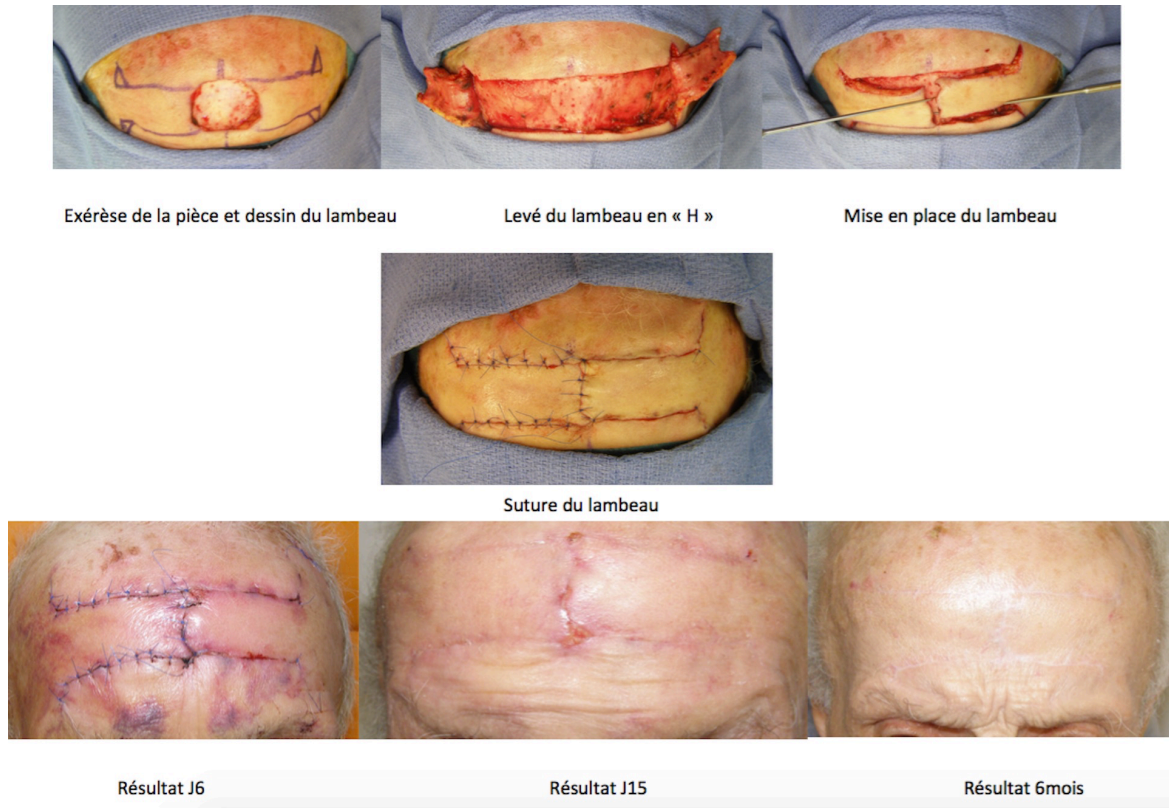 Exérèse de la pièce et dessin du lambeau
Levé du lambeau en « H »
Mise en place du lambeau
Suture du lambeau
Résultat J6
Résultat J15
Résultat 6mois